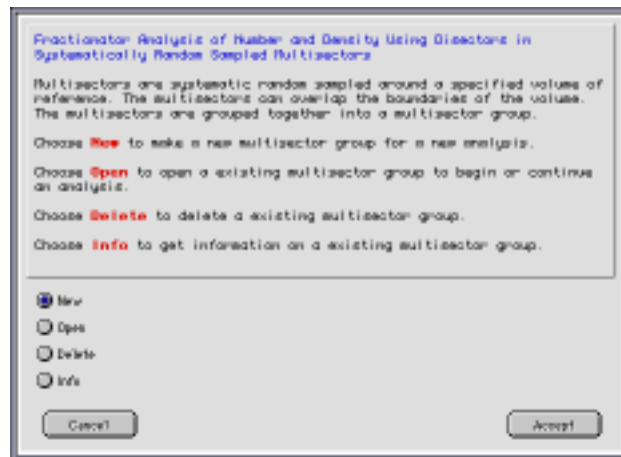 Fractionator Analysis of Number and Density Using Disectors in
Systematically Random Sampled Multisectors
Multisectors are systematic random sampled around a specified volume of
reference. The multisectors can overlap the boundaries of the volume.
The multisectors are grouped together into a multisector group.
Choose New to make a new multisector group for a new analysis.
Choose Open to open a existing multisector group to begin or continue
an analysis.
Choose Delete to delete a existing multisector group.
Choose Info to get information on a existing multisector group.
New
Open
Delete
Info
Cancel
Accept